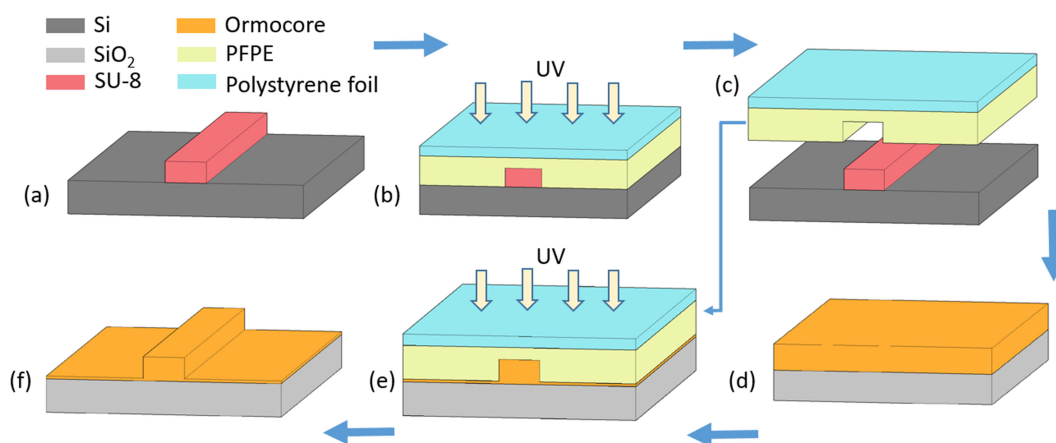 Si
Ormocore
SiO₂
PFPE
SU-8
Polystyrene foil
UV
(a)
(b)
(c)
UV
(f)
(e)
(d)